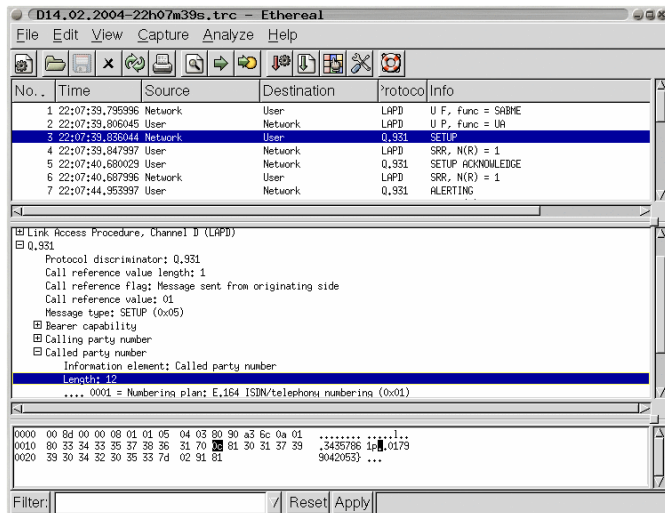 D14.02.2004-22h07m39s.trc - Ethereal
File Edit View Capture Analyze Help
No. . Time Source Destination Protoco Info
1 22:07:39.795996 Network User LAPD U F, func = SABME
2 22:07:39.806045 User Network LAPD U P, func = UA
3 22:07:39.836044 Network User Q.931 SETUP
4 22:07:39.847997 User Network LAPD SRR, N(R) = 1
5 22:07:40.680029 User Network Q.931 SETUP ACKNOWLEDGE
6 22:07:40.687996 Network User LAPD SRR, N(R) = 1
7 22:07:44.953997 User Network Q.931 ALERTING
Link Access Procedure, Channel D (LAPD)
Q.931
Protocol discriminator: Q.931
Call reference value length: 1
Call reference flag: Message sent from originating side
Call reference value: 01
Message type: SETUP (0x05)
Bearer capability
Calling party number
Called party number
Information element: Called party number
Length: 12
.... 0001 = Numbering plan: E.164 ISDN/telephony numbering (0x01)
0000 00 8d 00 00 08 01 01 05 04 03 80 90 a3 6c 0a 01 ........ .....l..
0010 80 33 34 33 35 37 38 36 31 70 0c 81 30 31 37 39 .3435786 1p..0179
0020 39 30 34 32 30 35 33 7d 02 91 81 9042053} ...
Filter: Reset Apply